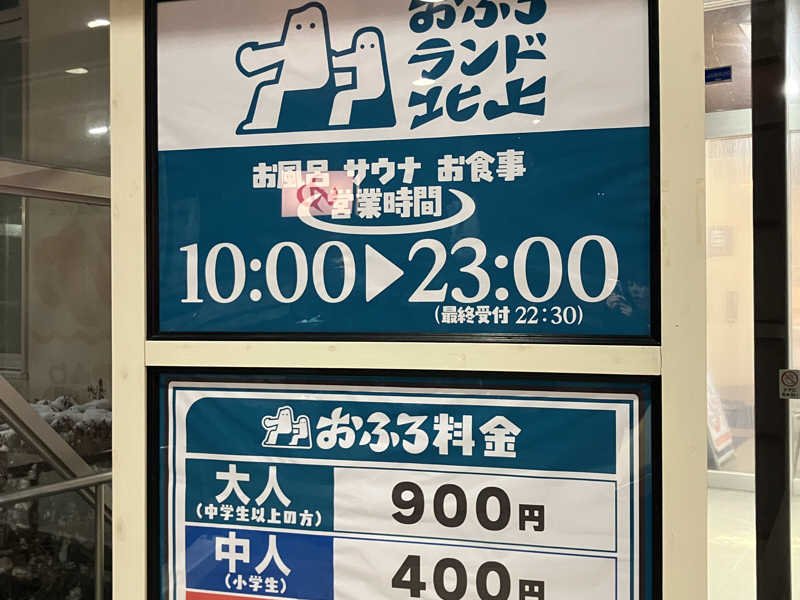 おふろ
ランド
北上
お風呂 サウナ お食事
営業時間
10:00▶23:00
(最終受付 22:30)
おふろ料金
大人
(中学生以上の方)
900円
中人
(小学生)
400円